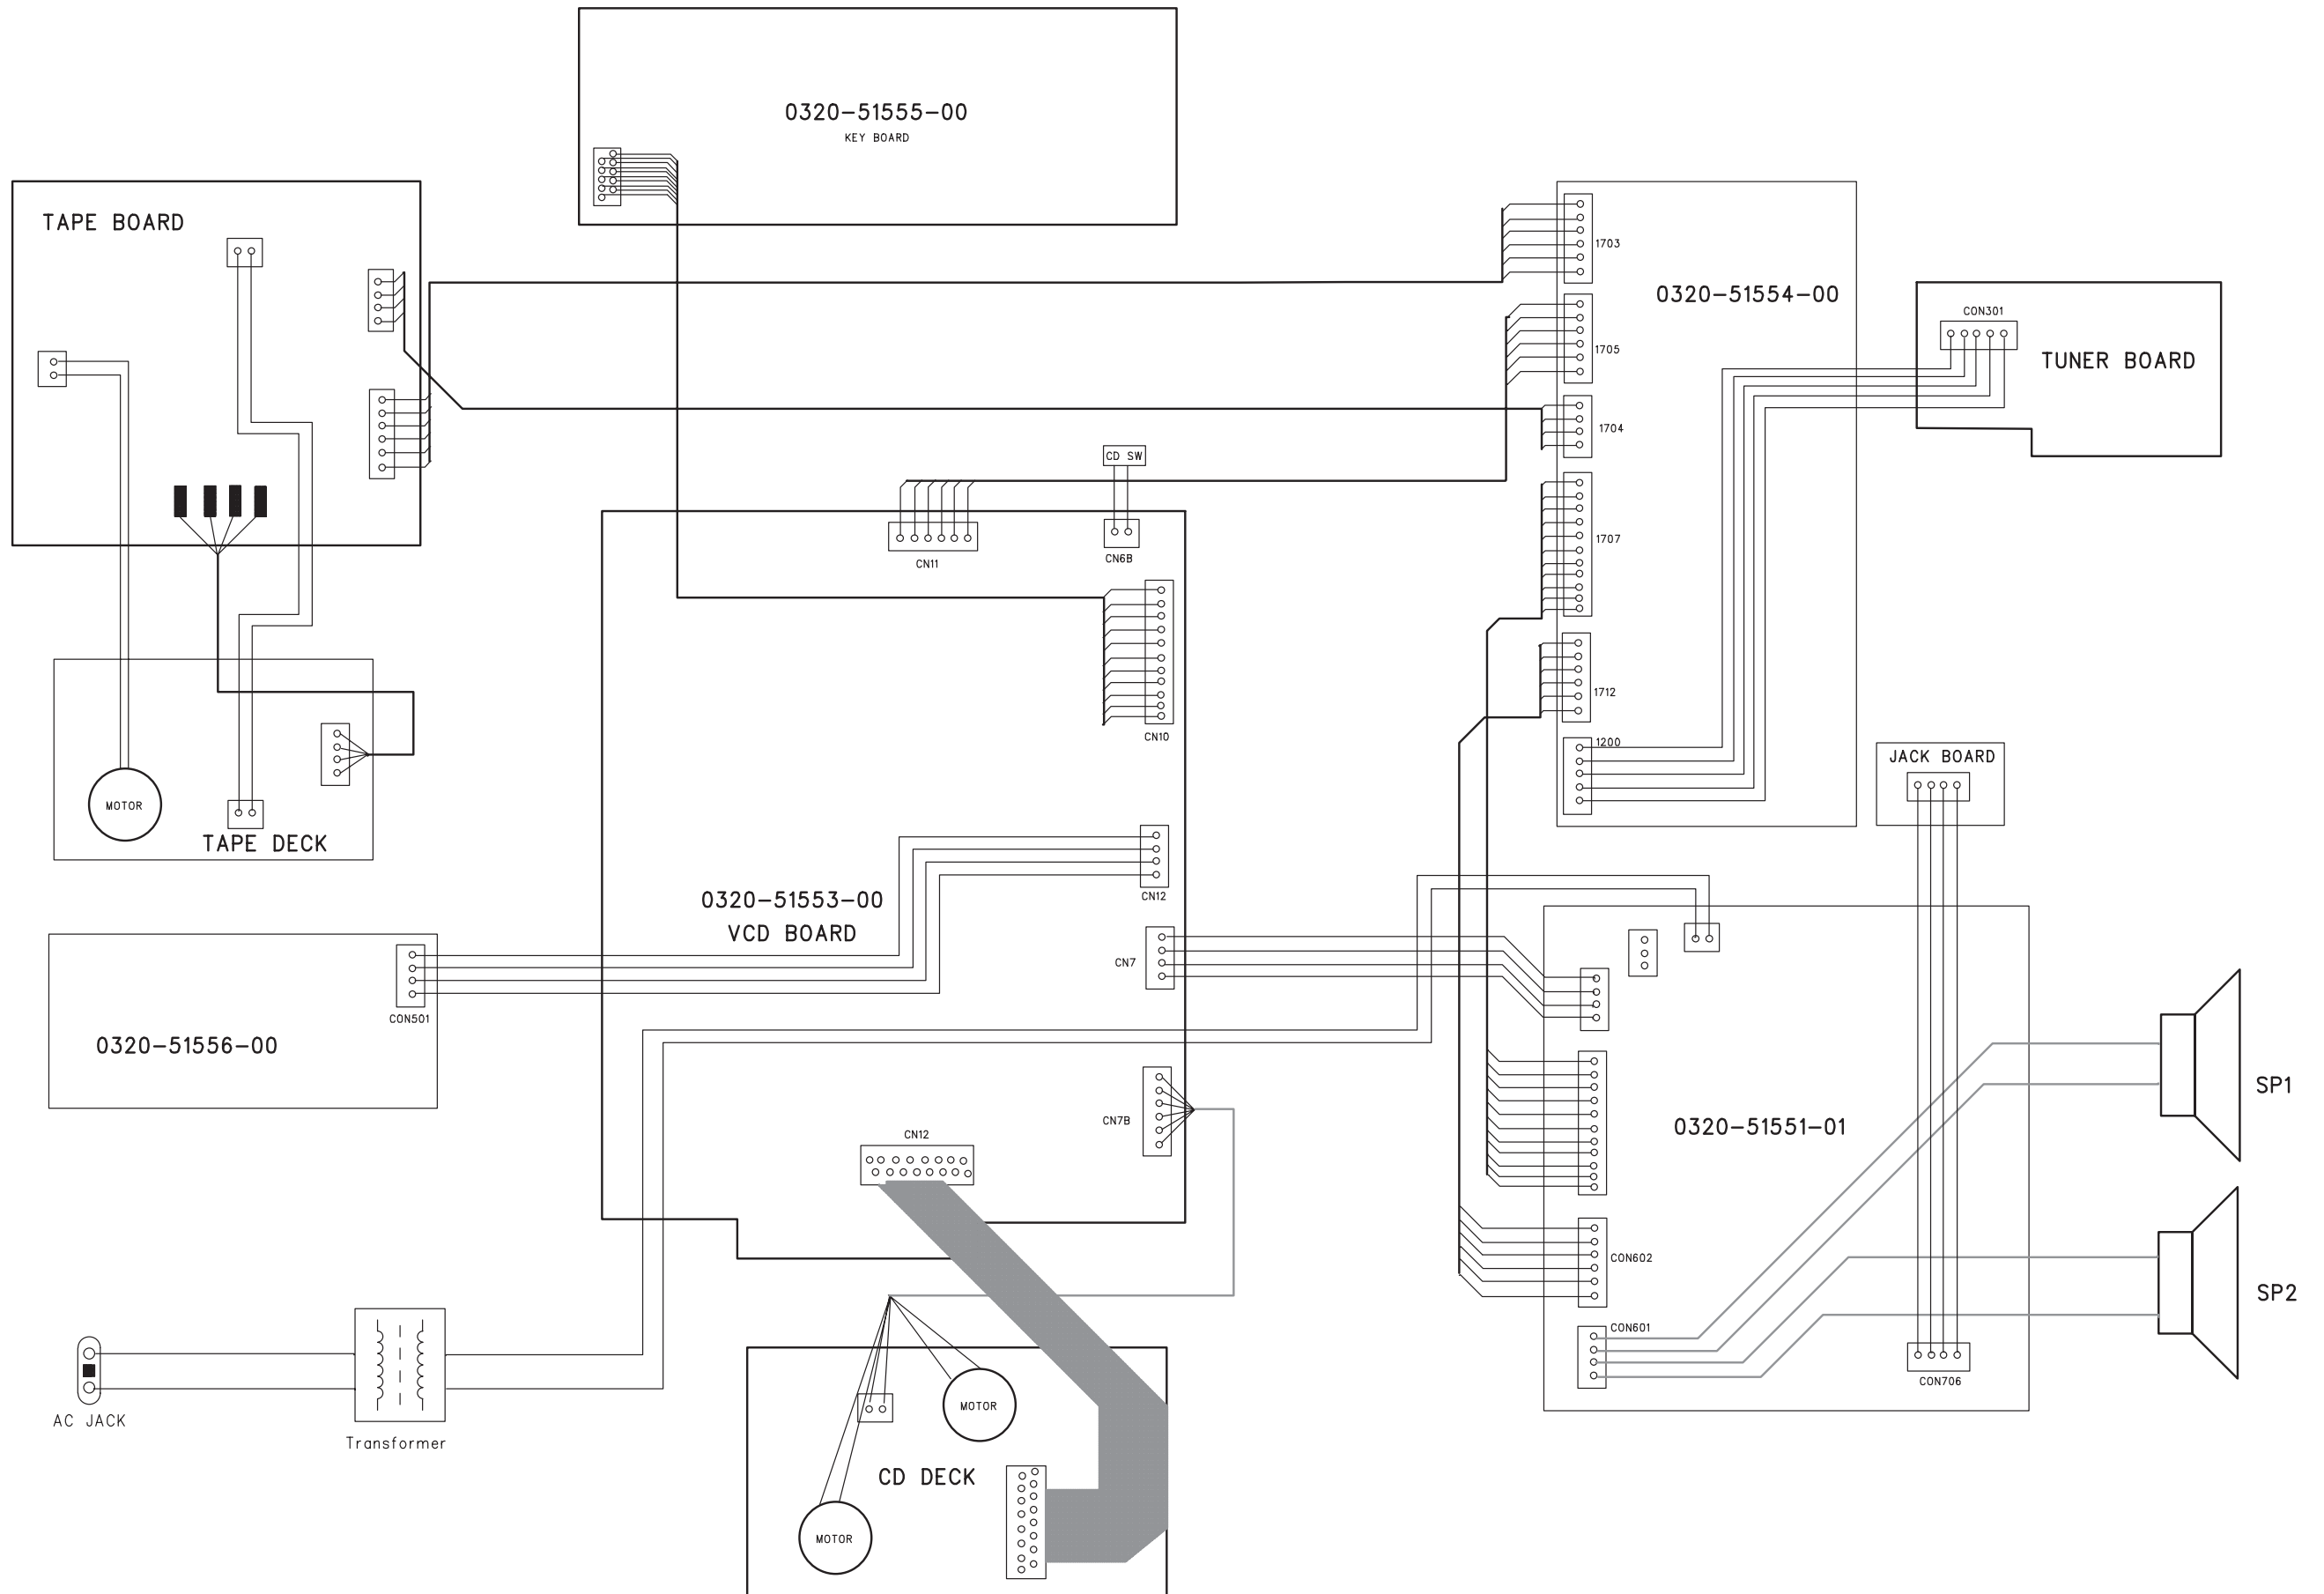 0320-51555-00
KEY BOARD
TAPE BOARD
1703
0320-51554-00
CON301
1705
TUNER BOARD
1704
CD SW
1707
CN11
CN6B
1712
CN10
1200
JACK BOARD
MOTOR
TAPE DECK
CN12
0320-51553-00
VCD BOARD
CN7
CON501
0320-51556-00
SP1
CN7B
0320-51551-01
CN12
CON602
SP2
CON601
CON706
AC JACK
Transformer
MOTOR
CD DECK
MOTOR